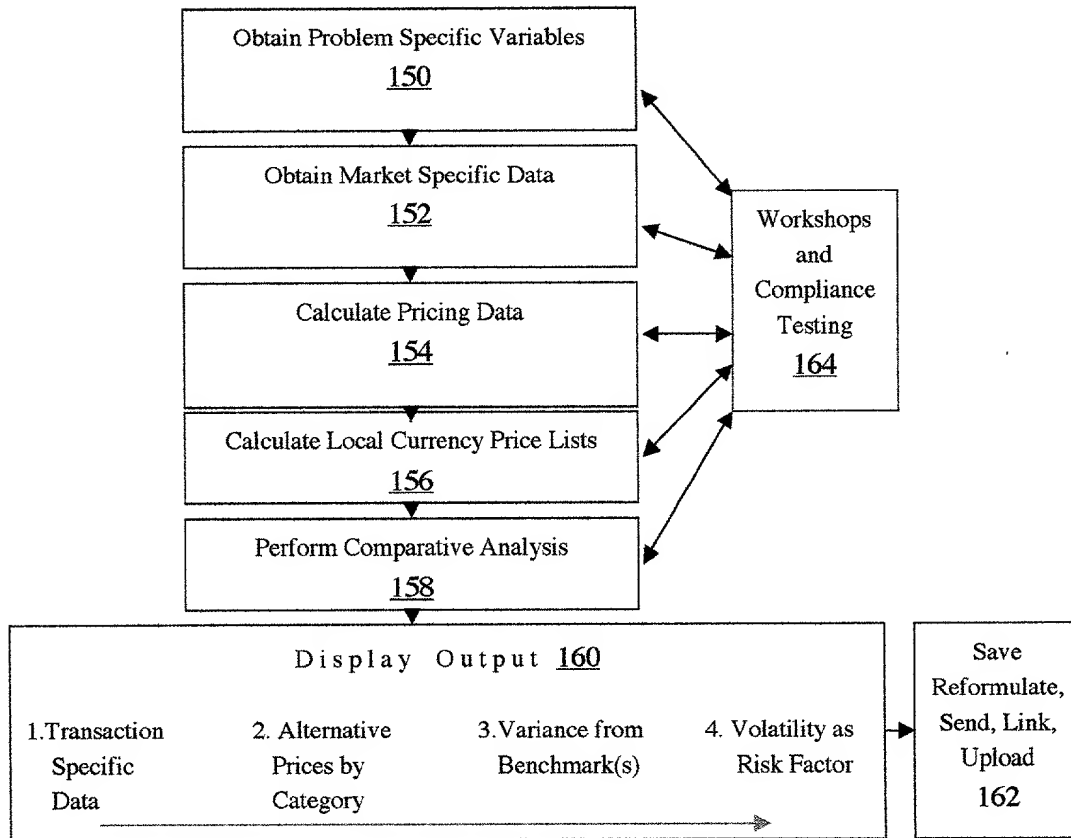 Obtain Problem Specific Variables
150
Obtain Market Specific Data
152
Calculate Pricing Data
154
Calculate Local Currency Price Lists
156
Perform Comparative Analysis
158
Workshops
and
Compliance
Testing
164
Display Output 160
1.Transaction
Specific
Data
2. Alternative
Prices by
Category
3.Variance from
Benchmark(s)
4. Volatility as
Risk Factor
Save
Reformulate,
Send, Link,
Upload
162